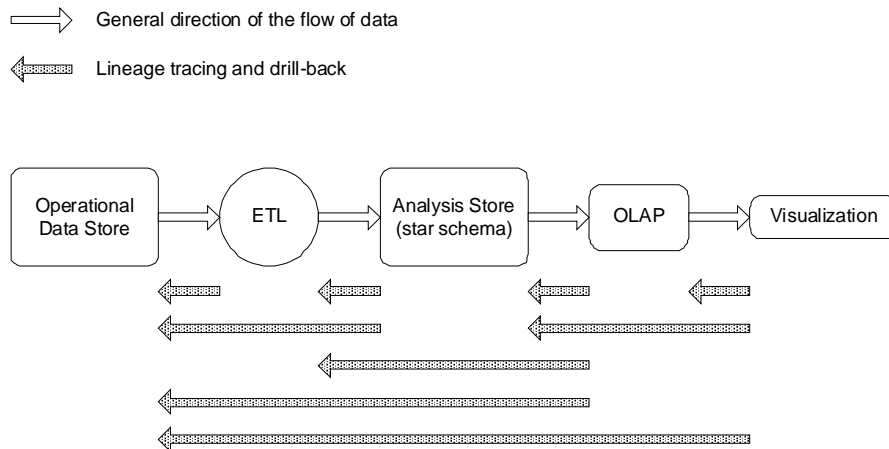 General direction of the flow of data
Lineage tracing and drill-back
Operational
Data Store
ETL
Analysis Store
(star schema)
OLAP
Visualization